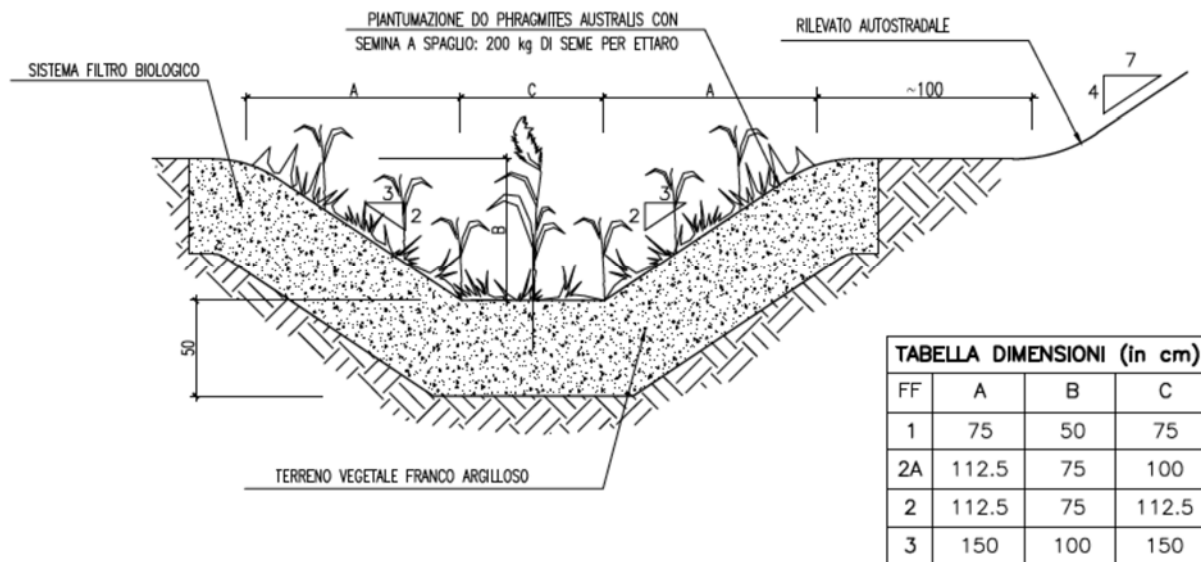 PIANTUMAZIONE DO PHRAGMITES AUSTRALIS CON
SEMINA A SPAGLIO: 200 kg DI SEME PER ETTARO
RILEVATO AUTOSTRADALE
SISTEMA FILTRO BIOLOGICO
7
4
A
C
A
~100
3
2
B
3
2
50
TERRENO VEGETALE FRANCO ARGILLOSO
TABELLA DIMENSIONI (in cm)
FF A B C
1 75 50 75
2A 112.5 75 100
2 112.5 75 112.5
3 150 100 150